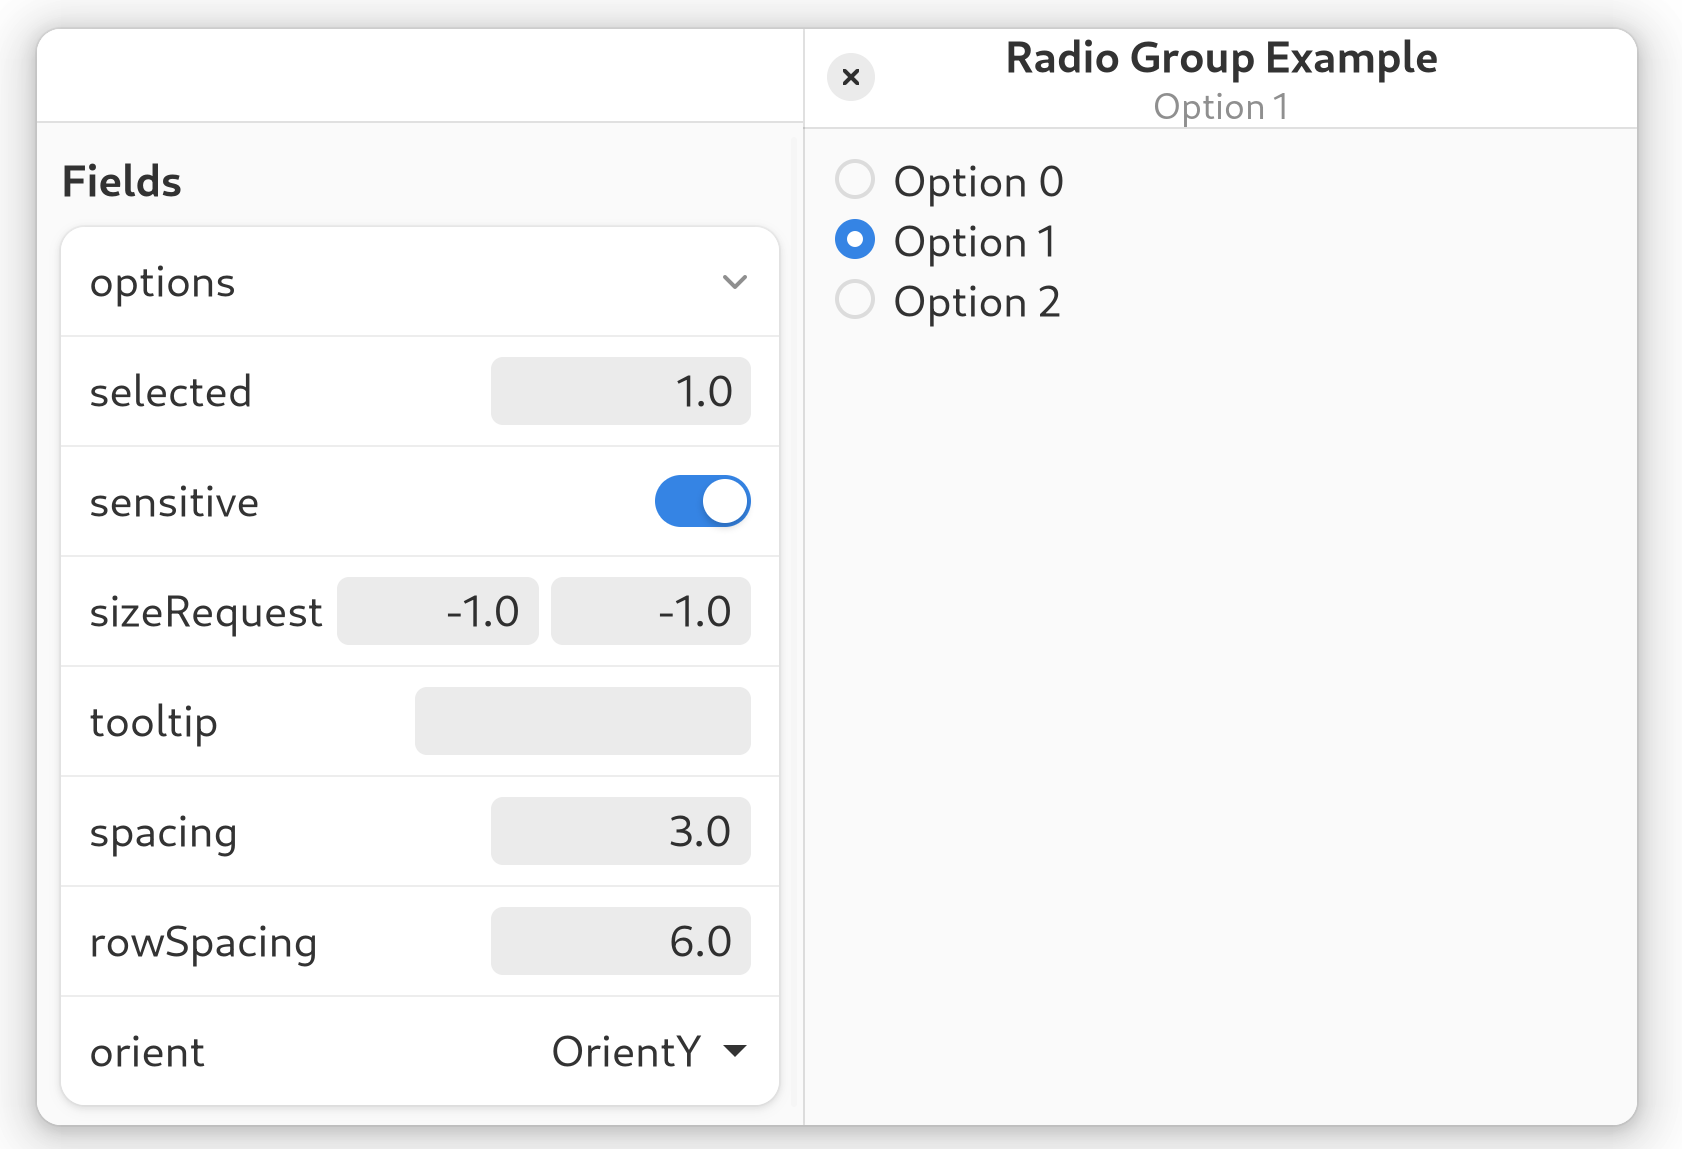 Radio Group Example
Option 1
Fields
options
selected 1.0
sensitive
sizeRequest -1.0 -1.0
tooltip
spacing 3.0
rowSpacing 6.0
orient OrientY
Option 0
Option 1
Option 2